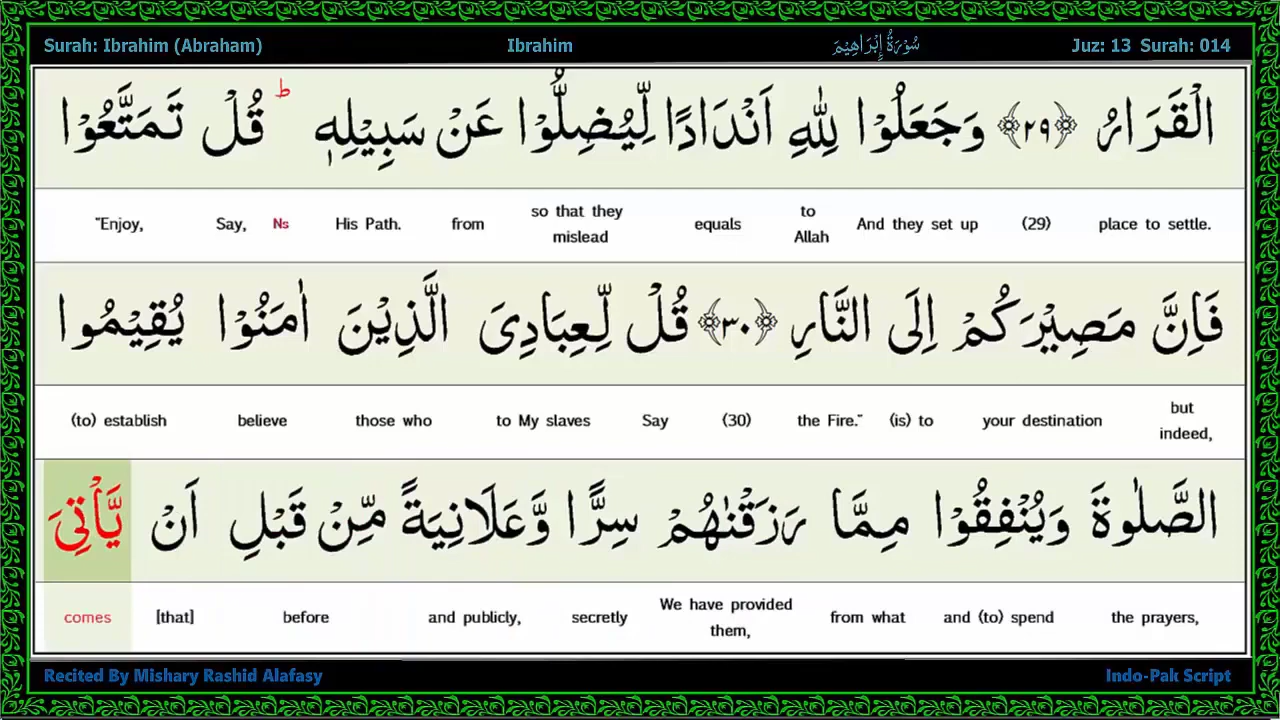 Surah: Ibrahim (Abraham) Ibrahim سُوْرَةُ إِبْرَاهِيْمَ Juz: 13 Surah: 014
الْقَرَارُ ﴿۲۹﴾ وَجَعَلُوْا لِلّٰهِ اَنْدَادًا لِّيُضِلُّوْا عَنْ سَبِيْلِهٖ ؕ قُلْ تَمَتَّعُوْا
"Enjoy, Say, Ns His Path. from so that they mislead equals to Allah And they set up (29) place to settle.
فَاِنَّ مَصِيْرَكُمْ اِلَى النَّارِ ﴿۳۰﴾ قُلْ لِّعِبَادِىَ الَّذِيْنَ اٰمَنُوْا يُقِيْمُوا
(to) establish believe those who to My slaves Say (30) the Fire." (is) to your destination but indeed,
الصَّلٰوةَ وَيُنْفِقُوْا مِمَّا رَزَقْنٰهُمْ سِرًّا وَّعَلَانِيَةً مِّنْ قَبْلِ اَنْ يَّاْتِىَ
comes [that] before and publicly, secretly We have provided them, from what and (to) spend the prayers,
Recited By Mishary Rashid Alafasy Indo-Pak Script